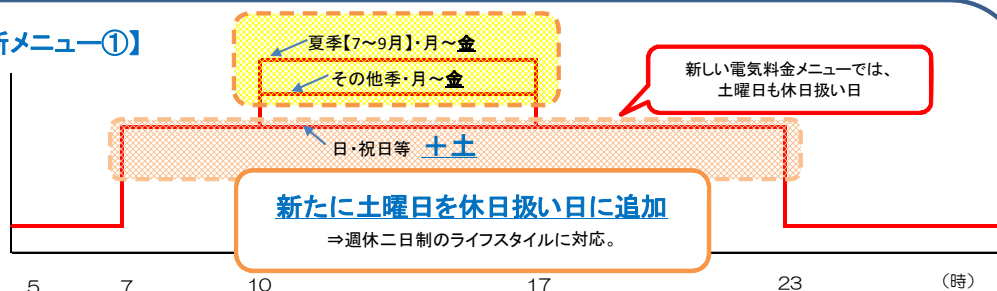 新メニュー①】
夏季【7～9月】・月～金
その他季・月～金
新しい電気料金メニューでは、
土曜日も休日扱い日
日・祝日等 ＋土
新たに土曜日を休日扱い日に追加
⇒週休二日制のライフスタイルに対応。
5 7 10 17 23 （時）